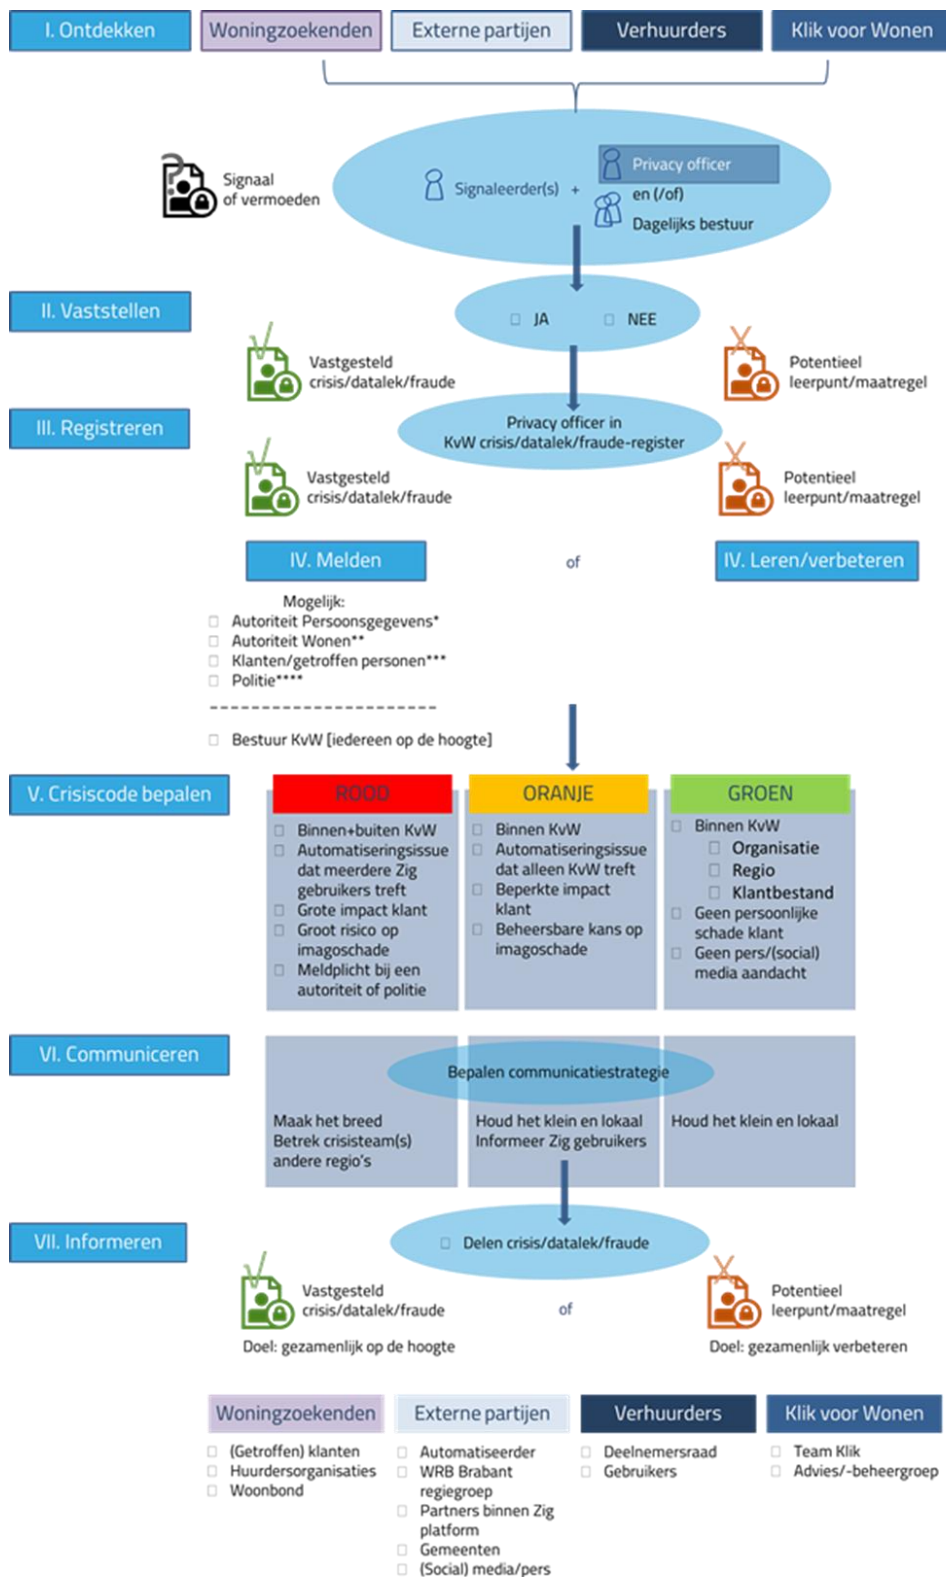 I. Ontdekken
Woningzoekenden
Externe partijen
Verhuurders
Klik voor Wonen
Signaal
of vermoeden
Signaleerder(s) +
Privacy officer
en (/of)
Dagelijks bestuur
II. Vaststellen
JA
NEE
Vastgesteld
crisis/datalek/fraude
Potentieel
leerpunt/maatregel
III. Registreren
Privacy officer in
KvW crisis/datalek/fraude-register
Vastgesteld
crisis/datalek/fraude
Potentieel
leerpunt/maatregel
IV. Melden
of
IV. Leren/verbeteren
Mogelijk:
Autoriteit Persoonsgegevens*
Autoriteit Wonen**
Klanten/getroffen personen***
Politie****
Bestuur KvW [iedereen op de hoogte]
V. Crisiscode bepalen
ROOD
Binnen+buiten KvW
Automatiseringsissue
dat meerdere Zig
gebruikers treft
Grote impact klant
Groot risico op
imagoschade
Meldplicht bij een
autoriteit of politie
ORANJE
Binnen KvW
Automatiseringsissue
dat alleen KvW treft
Beperkte impact
klant
Beheersbare kans op
imagoschade
GROEN
Binnen KvW
Organisatie
Regio
Klantbestand
Geen persoonlijke
schade klant
Geen pers/(social)
media aandacht
VI. Communiceren
Bepalen communicatiestrategie
Maak het breed
Betrek crisisteam(s)
andere regio's
Houd het klein en lokaal
Informeer Zig gebruikers
Houd het klein en lokaal
VII. Informeren
Delen crisis/datalek/fraude
Vastgesteld
crisis/datalek/fraude
of
Potentieel
leerpunt/maatregel
Doel: gezamenlijk op de hoogte
Doel: gezamenlijk verbeteren
Woningzoekenden
(Getroffen) klanten
Huurdersorganisaties
Woonbond
Externe partijen
Automatiseerder
WRB Brabant
regiegroep
Partners binnen Zig
platform
Gemeenten
(Social) media/pers
Verhuurders
Deelnemersraad
Gebruikers
Klik voor Wonen
Team Klik
Advies/-beheergroep